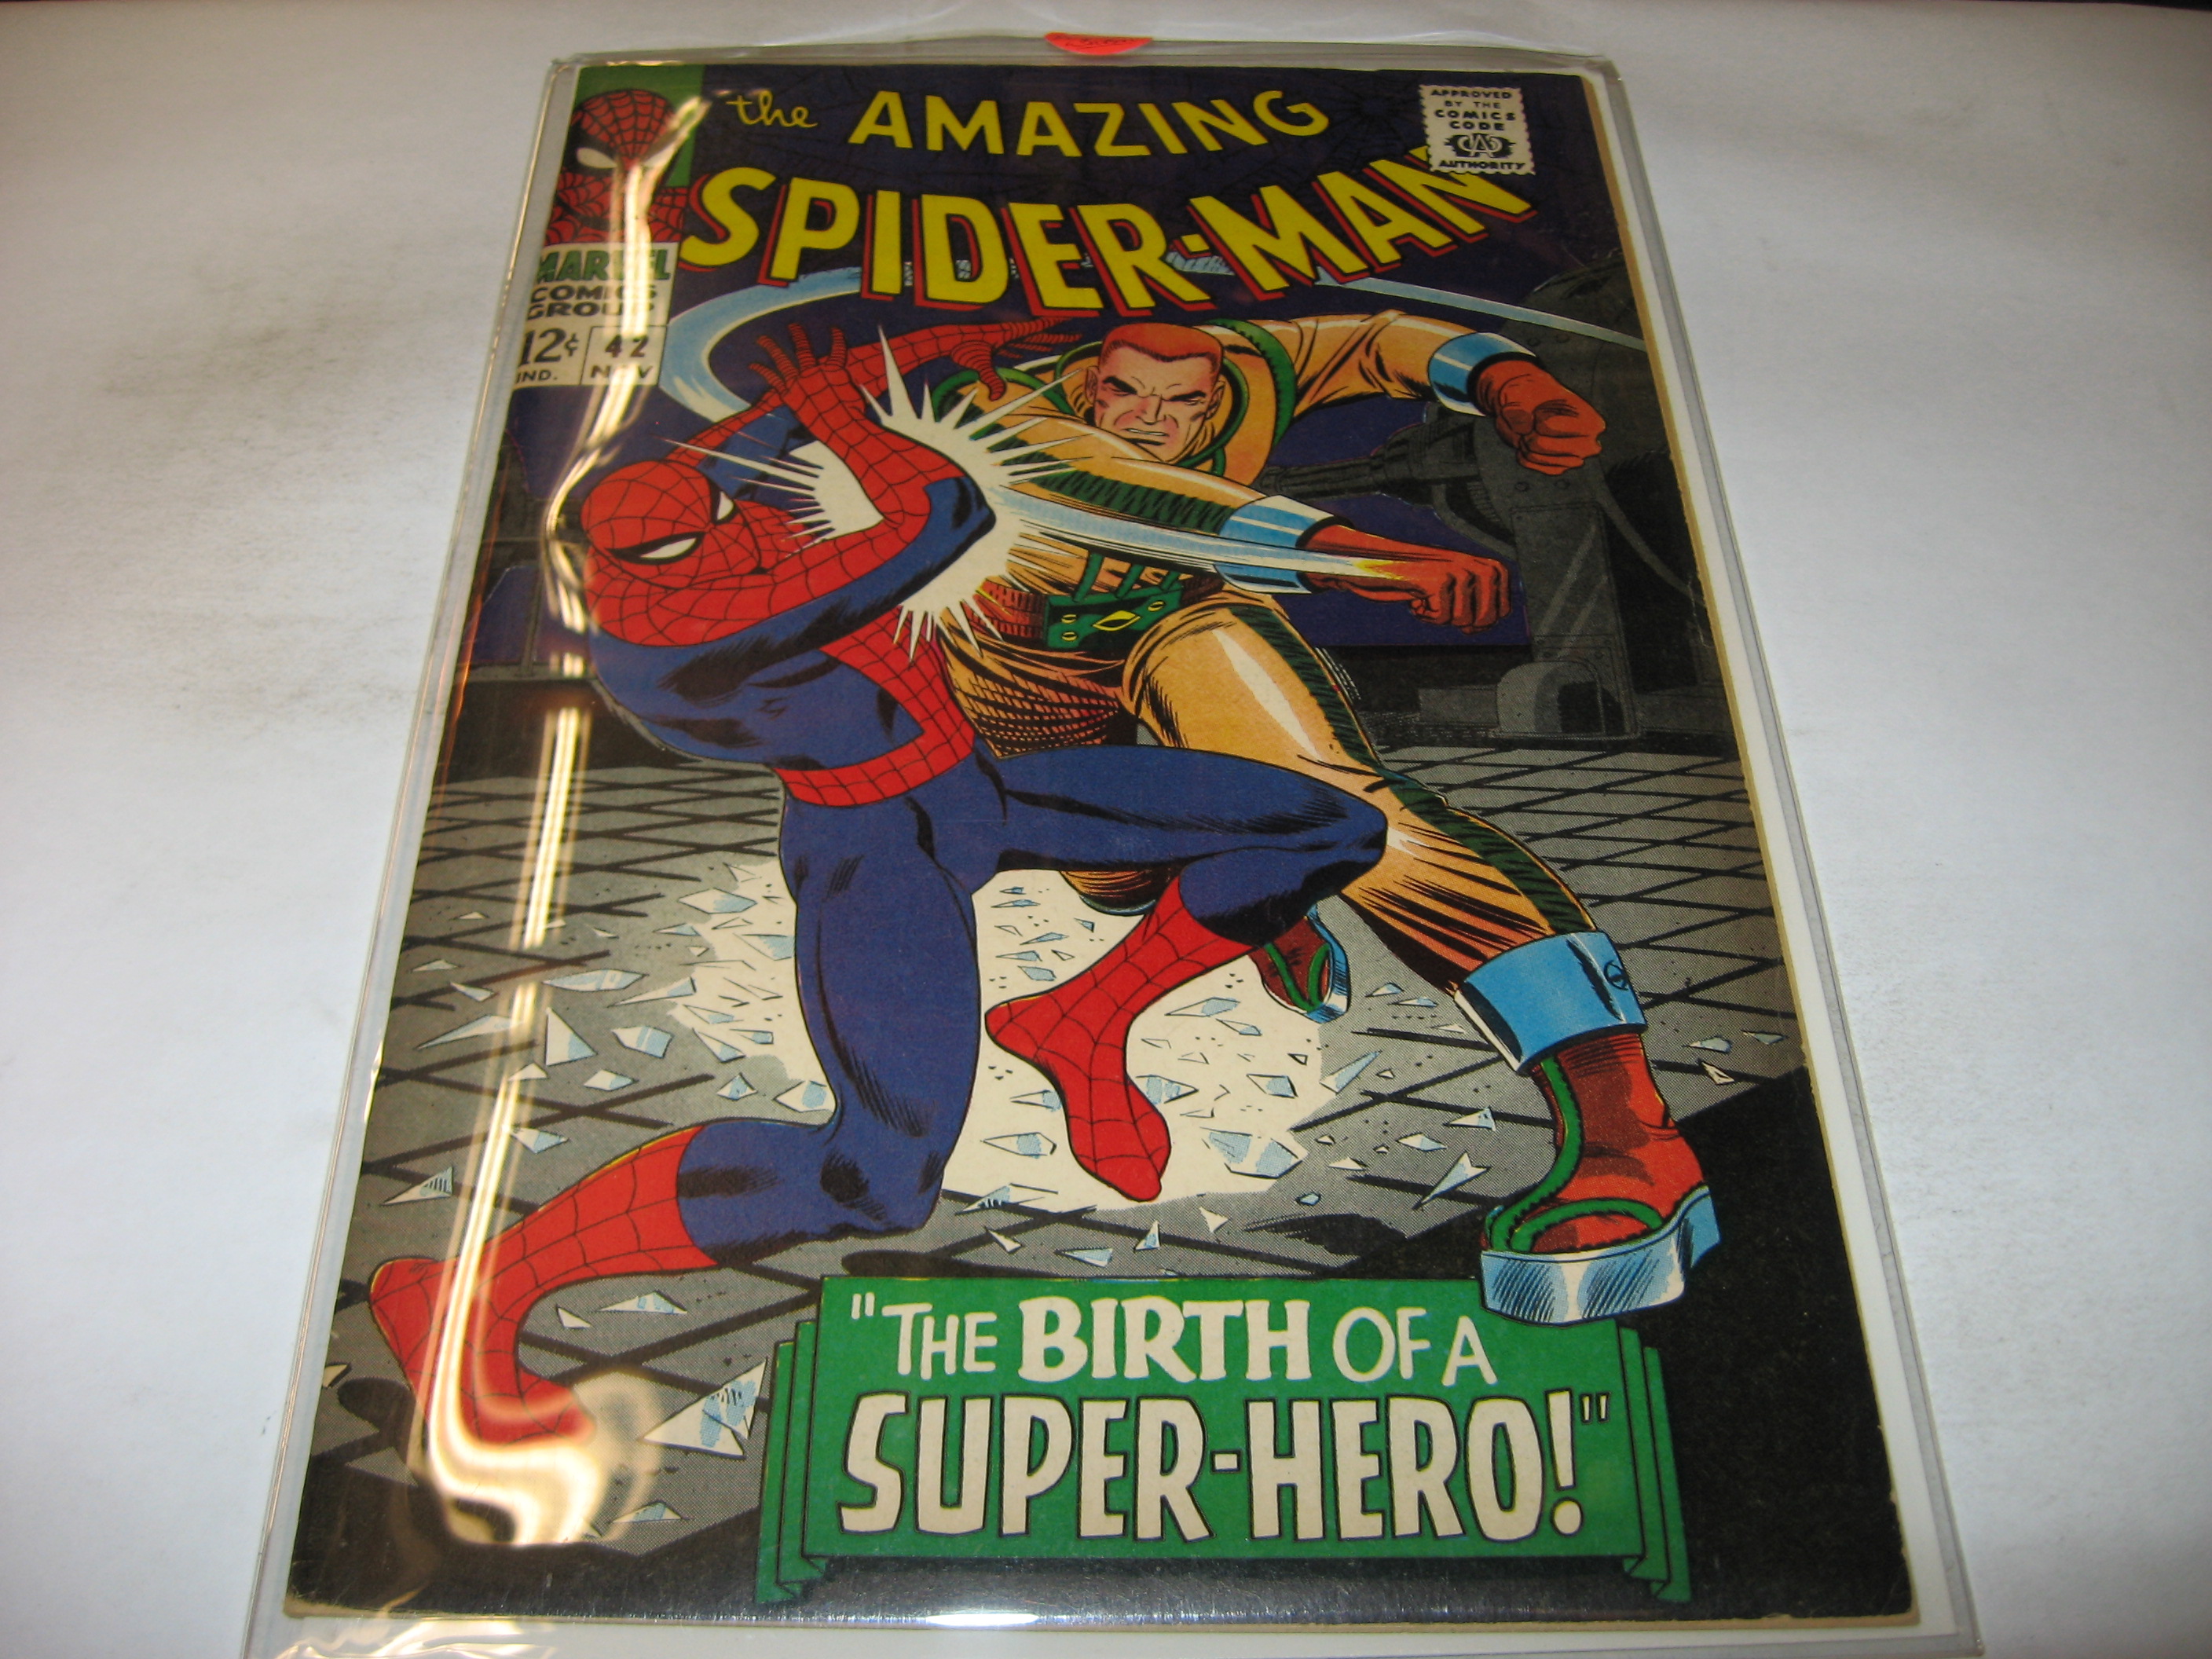 the AMAZING
SPIDER-MAN
APPROVED
BY THE
COMICS
CODE
CA
AUTHORITY
MARVEL
COMICS
GROUP
12¢ 42
IND. NOV
"THE BIRTH OF A
SUPER-HERO!"